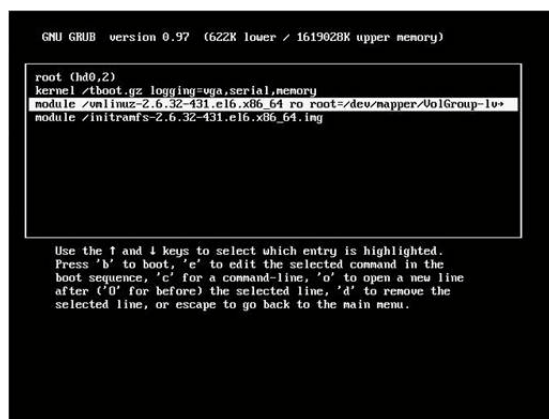 GNU GRUB version 0.97 (622K lower / 1619028K upper memory)
root (hd0,2)
kernel /tboot.gz logging=vga,serial,memory
module /vmlinuz-2.6.32-431.el6.x86_64 ro root=/dev/mapper/VolGroup-lv→
module /initramfs-2.6.32-431.el6.x86_64.img
Use the ↑ and ↓ keys to select which entry is highlighted.
Press 'b' to boot, 'e' to edit the selected command in the
boot sequence, 'c' for a command-line, 'o' to open a new line
after ('O' for before) the selected line, 'd' to remove the
selected line, or escape to go back to the main menu.